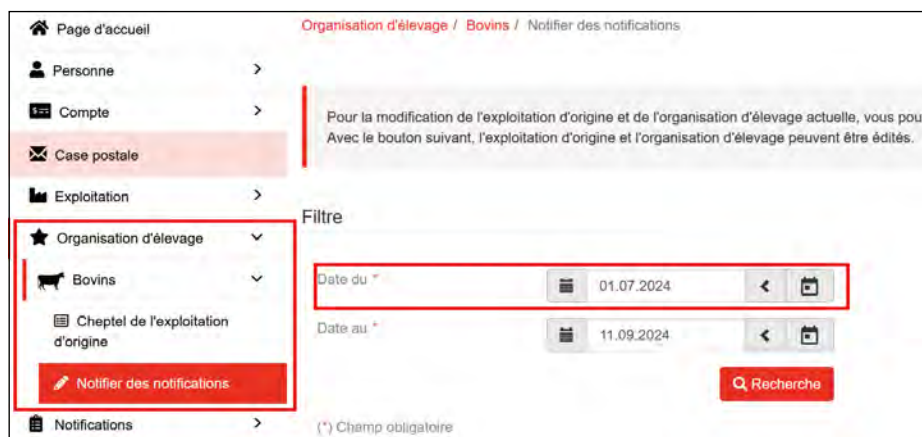 Page d'accueil
Personne
Compte
Case postale
Exploitation
Organisation d'élevage
Bovins
Cheptel de l'exploitation
d'origine
Notifier des notifications
Notifications
Organisation d'élevage / Bovins / Notifier des notifications
Pour la modification de l'exploitation d'origine et de l'organisation d'élevage actuelle, vous pou
Avec le bouton suivant, l'exploitation d'origine et l'organisation d'élevage peuvent être édités.
Filtre
Date du * 01.07.2024
Date au * 11.09.2024
Recherche
(*) Champ obligatoire